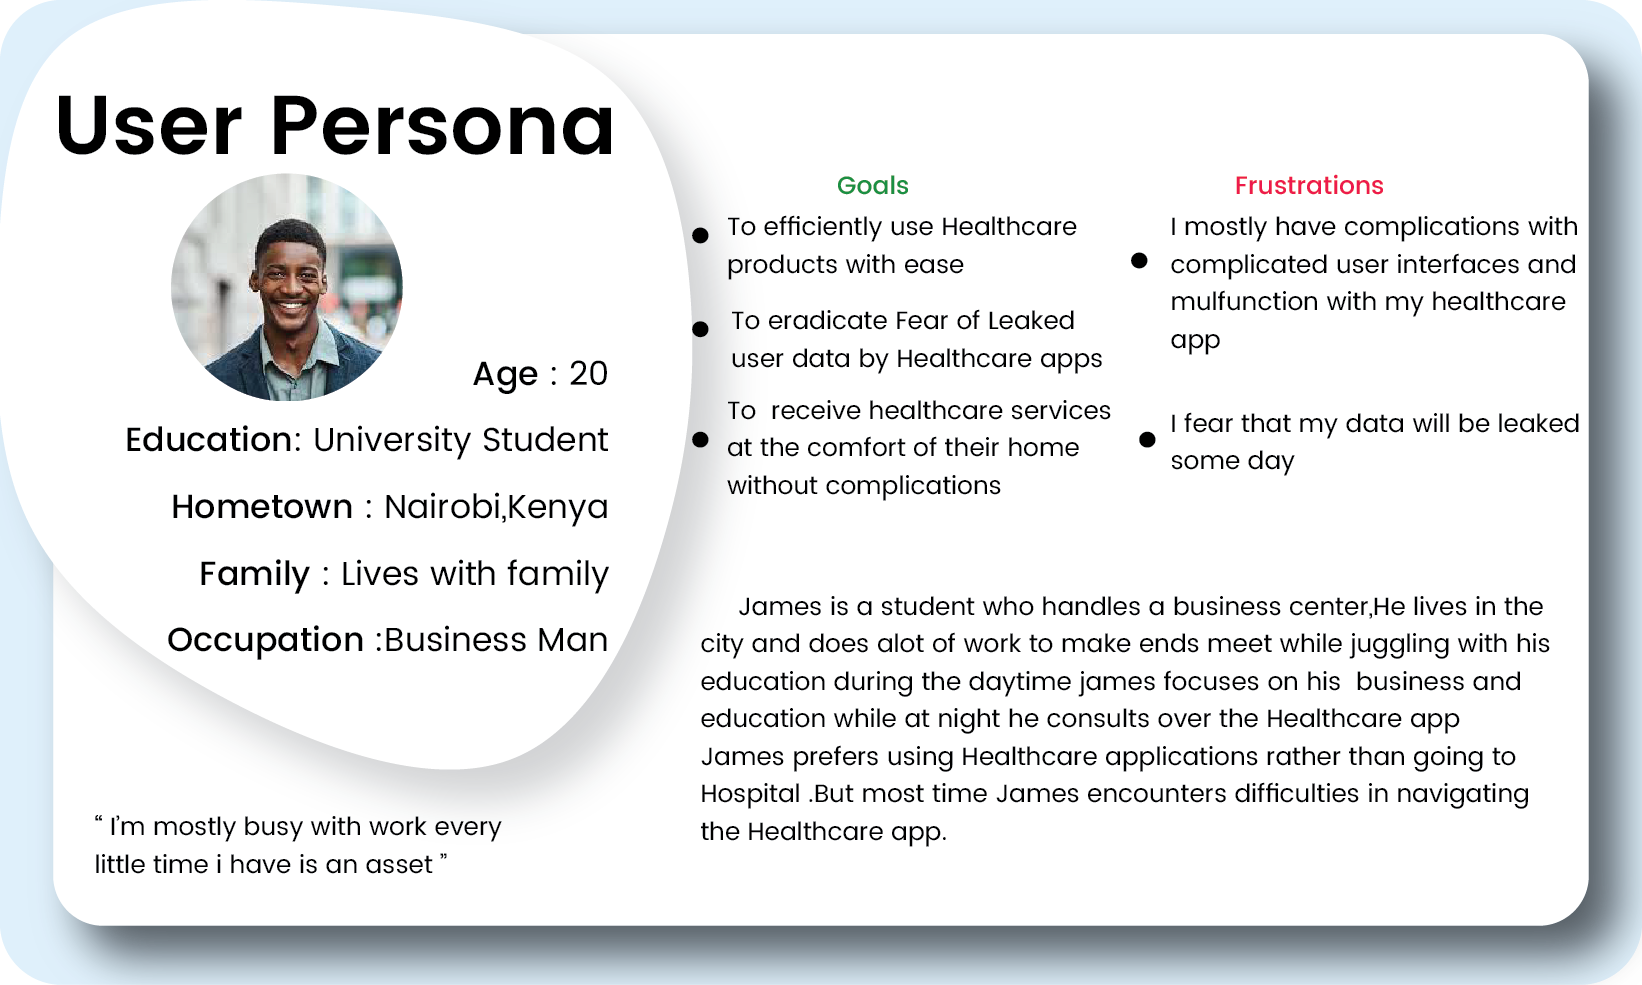 User Persona
Age : 20
Education: University Student
Hometown : Nairobi,Kenya
Family : Lives with family
Occupation :Business Man
“ I’m mostly busy with work every
little time i have is an asset ”
Goals
To efficiently use Healthcare
products with ease
To eradicate Fear of Leaked
user data by Healthcare apps
To  receive healthcare services
at the comfort of their home
without complications
Frustrations
I mostly have complications with
complicated user interfaces and
mulfunction with my healthcare
app
I fear that my data will be leaked
some day
James is a student who handles a business center,He lives in the
city and does alot of work to make ends meet while juggling with his
education during the daytime james focuses on his  business and
education while at night he consults over the Healthcare app
James prefers using Healthcare applications rather than going to
Hospital .But most time James encounters difficulties in navigating
the Healthcare app.